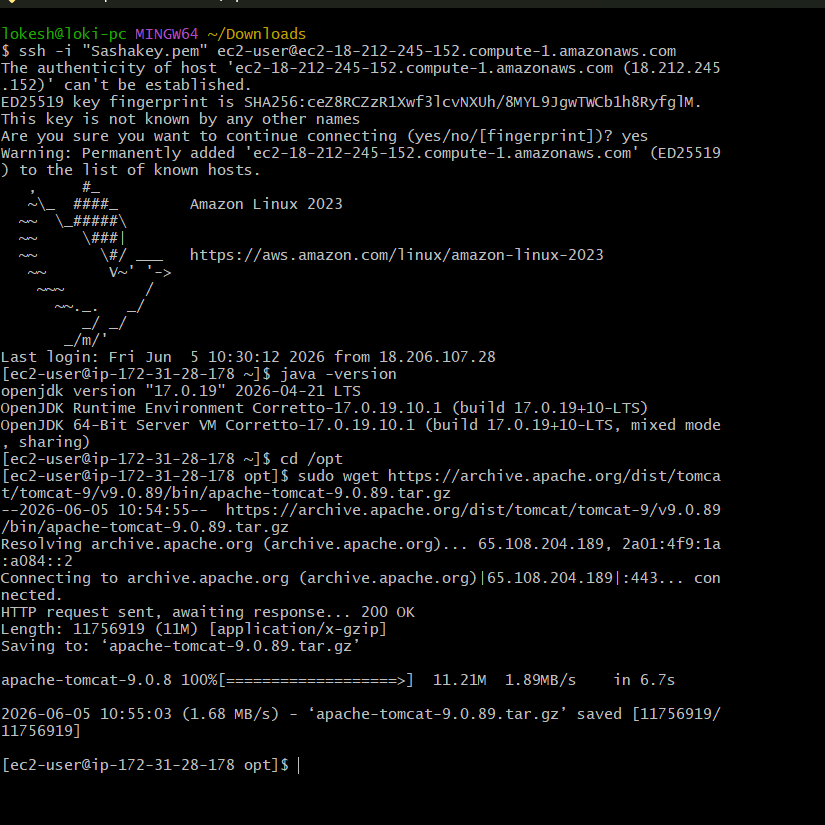 lokesh@loki-pc MINGW64 ~/Downloads
$ ssh -i "Sashakey.pem" ec2-user@ec2-18-212-245-152.compute-1.amazonaws.com
The authenticity of host 'ec2-18-212-245-152.compute-1.amazonaws.com (18.212.245
.152)' can't be established.
ED25519 key fingerprint is SHA256:ceZ8RCZzR1Xwf3lcvNXUh/8MYL9JgwTWCb1h8RyfglM.
This key is not known by any other names
Are you sure you want to continue connecting (yes/no/[fingerprint])? yes
Warning: Permanently added 'ec2-18-212-245-152.compute-1.amazonaws.com' (ED25519
) to the list of known hosts.
   ,     #_
   ~\_  ####_        Amazon Linux 2023
  ~~  \_#####\
  ~~     \###|
  ~~       \#/ ___   https://aws.amazon.com/linux/amazon-linux-2023
   ~~       V~' '->
    ~~~         /
      ~~._.   _/
         _/ _/
       _/m/'
Last login: Fri Jun  5 10:30:12 2026 from 18.206.107.28
[ec2-user@ip-172-31-28-178 ~]$ java -version
openjdk version "17.0.19" 2026-04-21 LTS
OpenJDK Runtime Environment Corretto-17.0.19.10.1 (build 17.0.19+10-LTS)
OpenJDK 64-Bit Server VM Corretto-17.0.19.10.1 (build 17.0.19+10-LTS, mixed mode
, sharing)
[ec2-user@ip-172-31-28-178 ~]$ cd /opt
[ec2-user@ip-172-31-28-178 opt]$ sudo wget https://archive.apache.org/dist/tomca
t/tomcat-9/v9.0.89/bin/apache-tomcat-9.0.89.tar.gz
--2026-06-05 10:54:55--  https://archive.apache.org/dist/tomcat/tomcat-9/v9.0.89
/bin/apache-tomcat-9.0.89.tar.gz
Resolving archive.apache.org (archive.apache.org)... 65.108.204.189, 2a01:4f9:1a
:a084::2
Connecting to archive.apache.org (archive.apache.org)|65.108.204.189|:443... con
nected.
HTTP request sent, awaiting response... 200 OK
Length: 11756919 (11M) [application/x-gzip]
Saving to: ‘apache-tomcat-9.0.89.tar.gz’
apache-tomcat-9.0.8 100%[===================>]  11.21M  1.89MB/s    in 6.7s
2026-06-05 10:55:03 (1.68 MB/s) - ‘apache-tomcat-9.0.89.tar.gz’ saved [11756919/
11756919]
[ec2-user@ip-172-31-28-178 opt]$